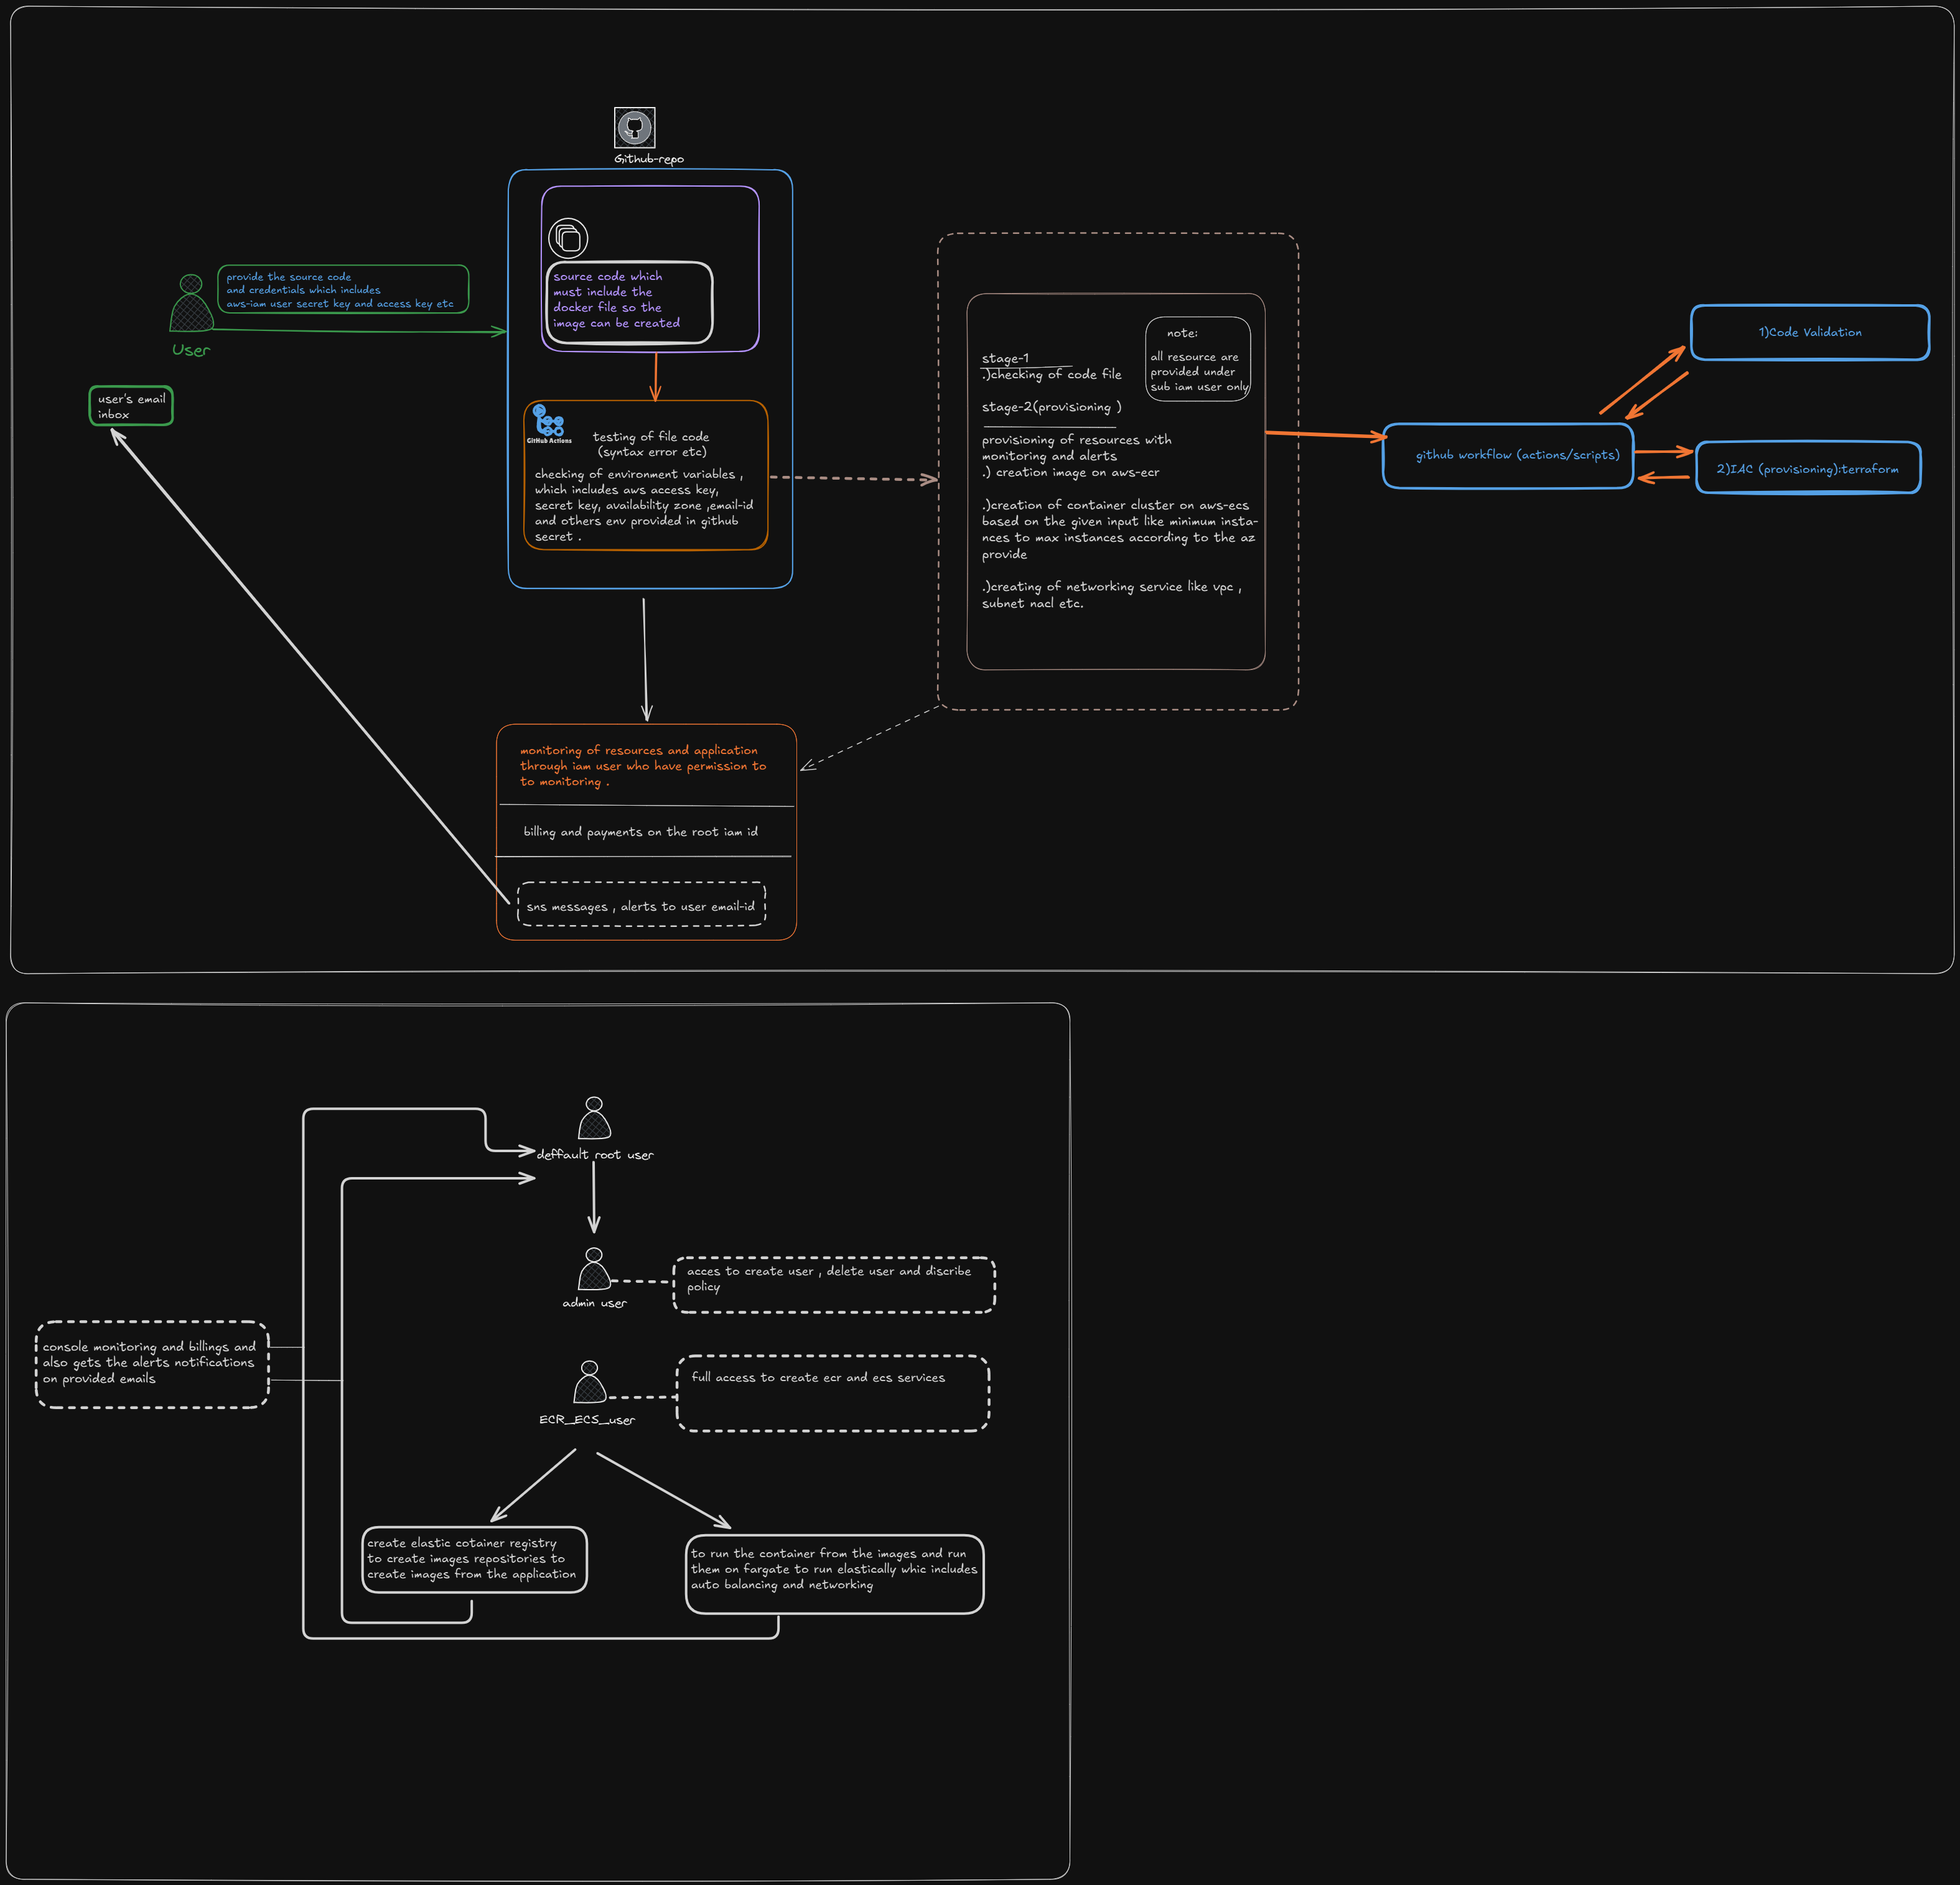 Github-repo
source code which
must include the
docker file so the
image can be created
provide the source code
and credentials which includes
aws-iam user secret key and access key etc
User
user's email
inbox
GitHub Actions
testing of file code
(syntax error etc)
checking of environment variables ,
which includes aws access key,
secret key, availability zone ,email-id
and others env provided in github
secret .
note:
all resource are
provided under
sub iam user only
stage-1
.)checking of code file
stage-2(provisioning )
provisioning of resources with
monitoring and alerts
.) creation image on aws-ecr
.)creation of container cluster on aws-ecs
based on the given input like minimum insta-
nces to max instances according to the az
provide
.)creating of networking service like vpc ,
subnet nacl etc.
github workflow (actions/scripts)
1)Code Validation
2)IAC (provisioning):terraform
monitoring of resources and application
through iam user who have permission to
to monitoring .
billing and payments on the root iam id
sns messages , alerts to user email-id
deffault root user
admin user
acces to create user , delete user and discribe
policy
console monitoring and billings and
also gets the alerts notifications
on provided emails
ECR_ECS_user
full access to create ecr and ecs services
create elastic cotainer registry
to create images repositories to
create images from the application
to run the container from the images and run
them on fargate to run elastically whic includes
auto balancing and networking